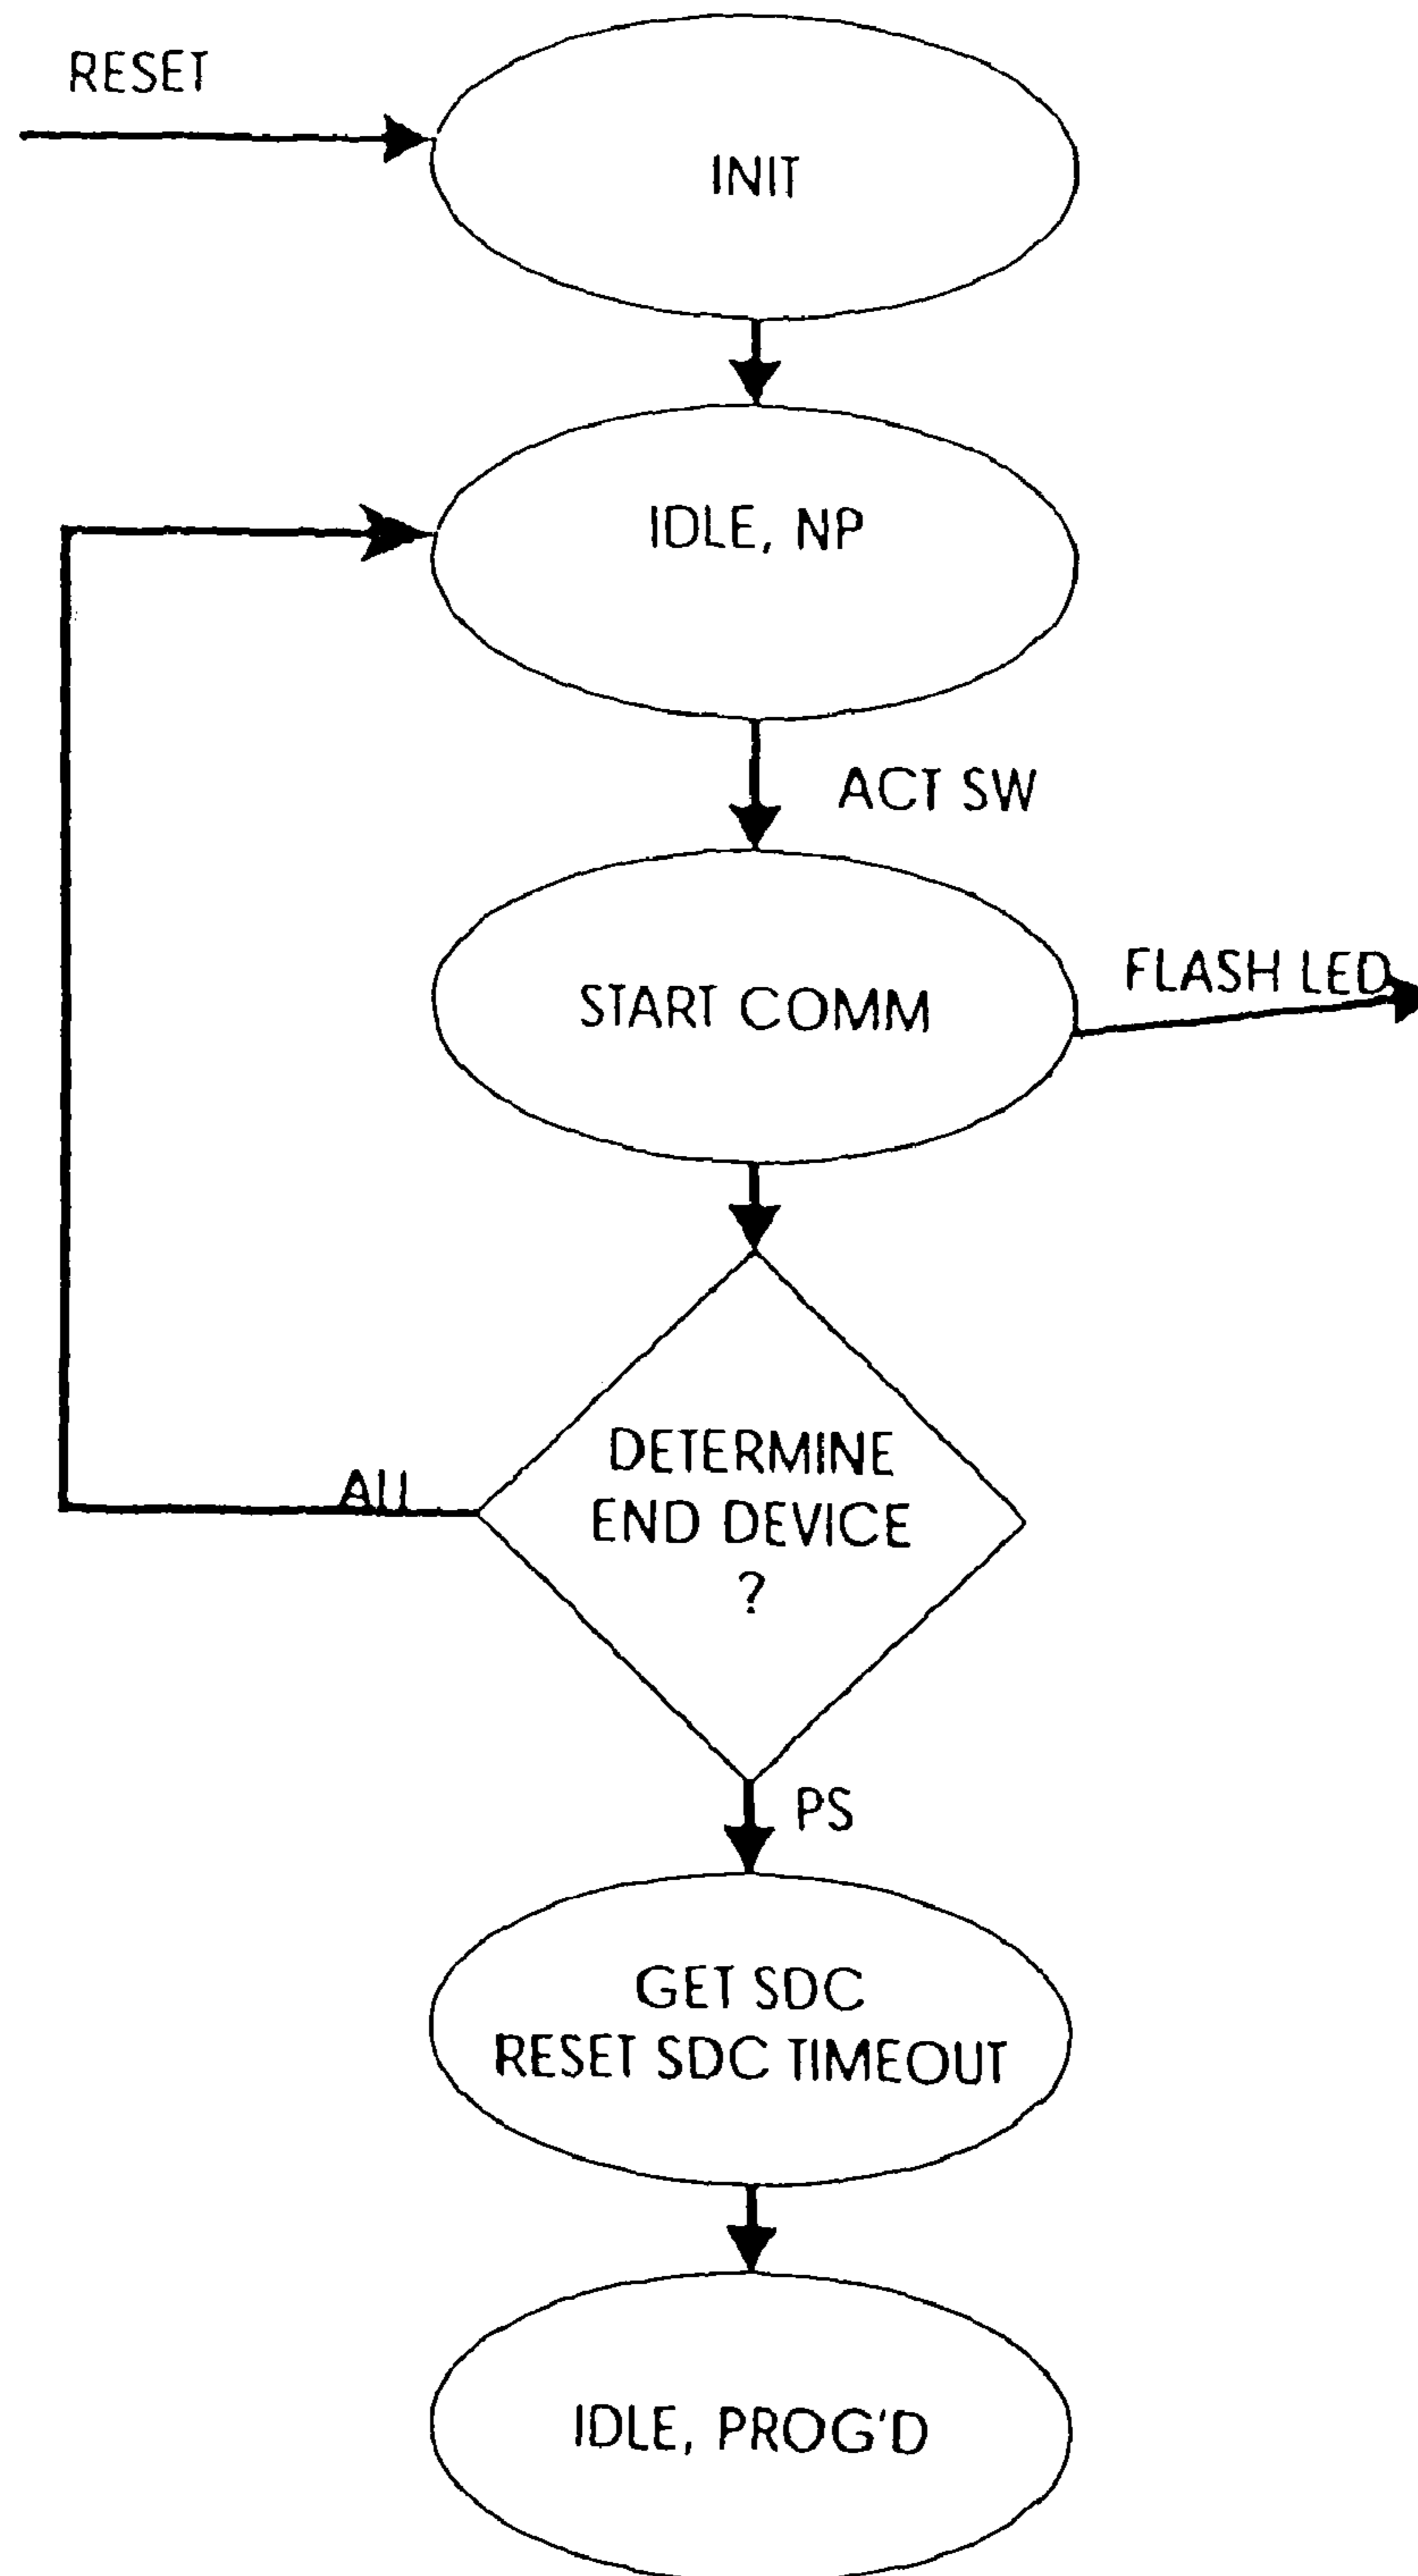 RESET
INIT
IDLE, NP
ACT SW
START COMM
FLASH LED
DETERMINE
END DEVICE
?
PS
GET SDC
RESET SDC TIMEOUT
IDLE, PROG'D